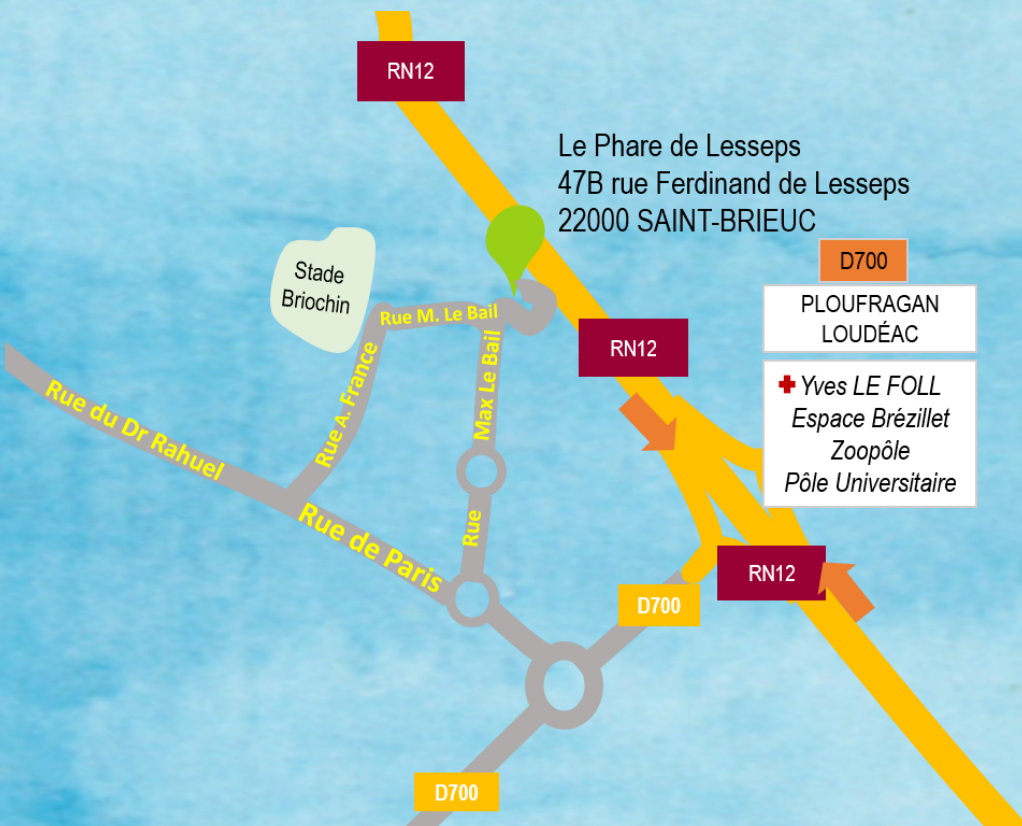 RN12
Le Phare de Lesseps
47B rue Ferdinand de Lesseps
22000 SAINT-BRIEUC
D700
PLOUFRAGAN
LOUDÉAC
Yves LE FOLL
Espace Brézillet
Zoopôle
Pôle Universitaire
Stade
Briochin
Rue M. Le Bail
RN12
Rue A. France
Max Le Bail
Rue
Rue du Dr Rahuel
Rue de Paris
RN12
D700
D700